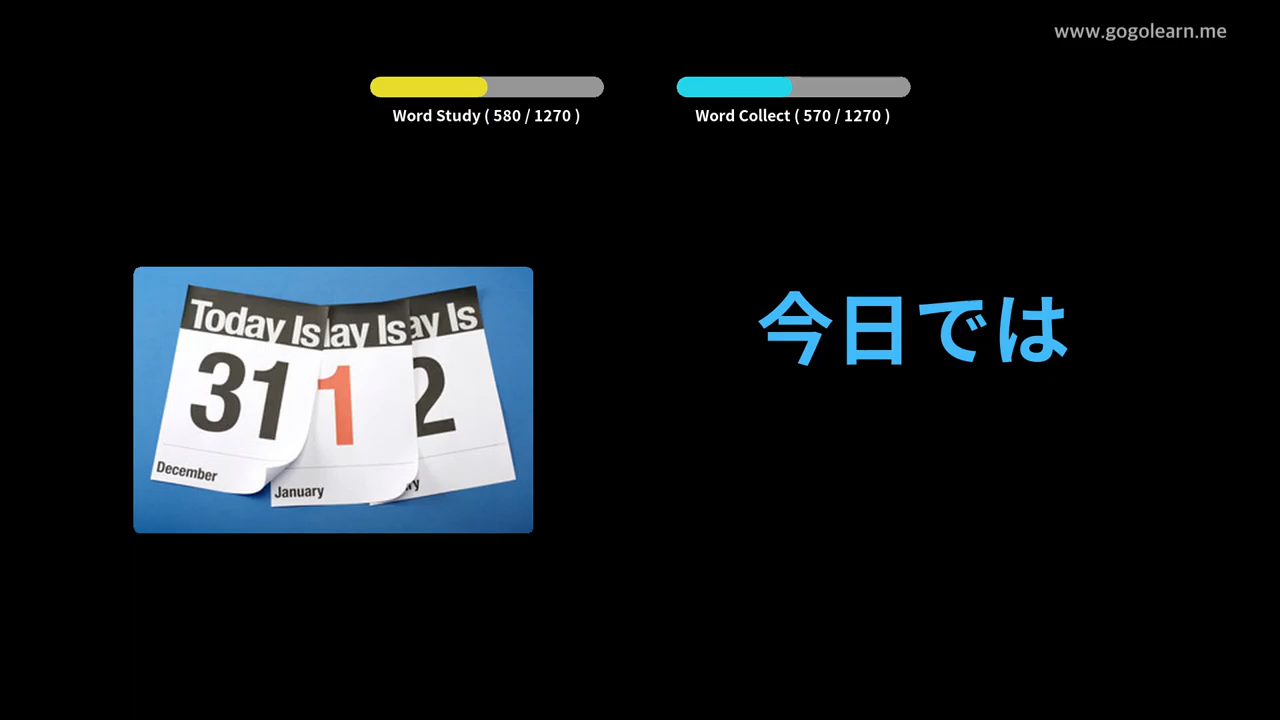 www.gogolearn.me
Word Study ( 580 / 1270 )
Word Collect ( 570 / 1270 )
今日では
Today Is
ay Is
ay Is
31
1
2
December
January
ry